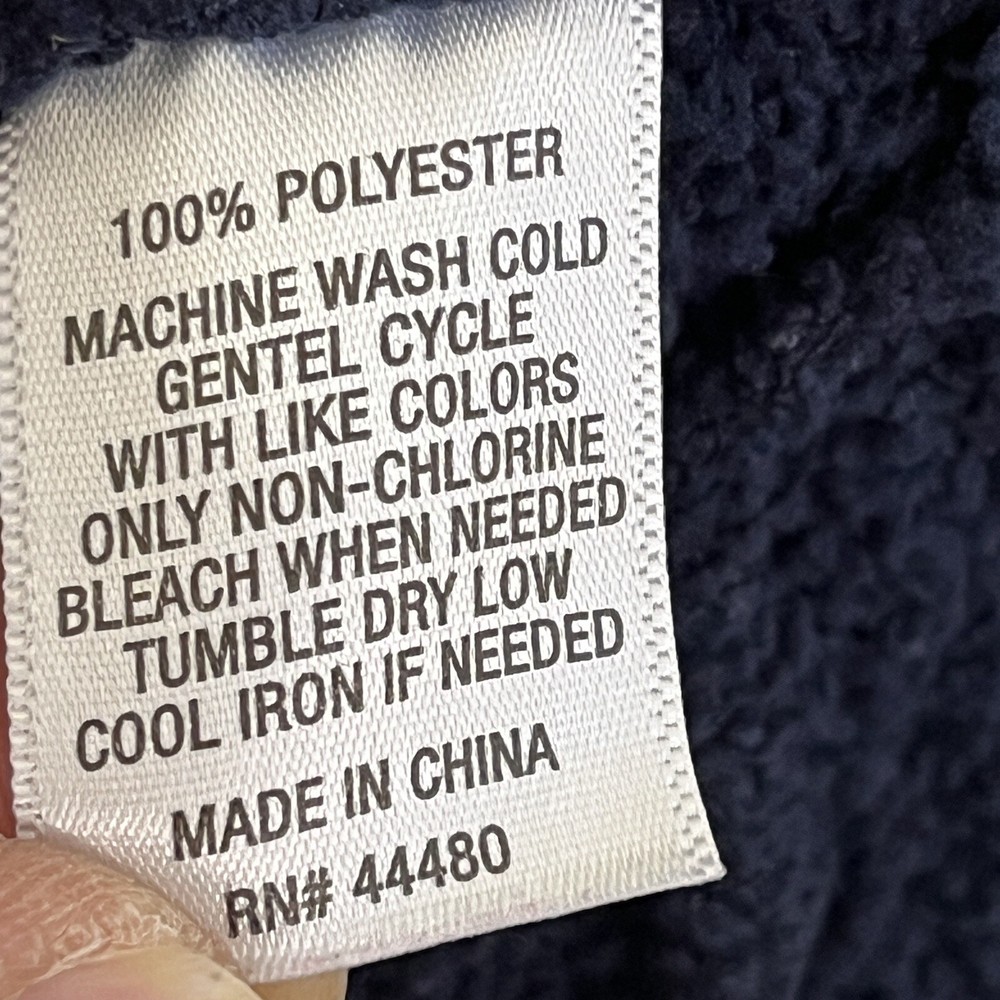 100% POLYESTER
MACHINE WASH COLD
GENTEL CYCLE
WITH LIKE COLORS
ONLY NON-CHLORINE
BLEACH WHEN NEEDED
TUMBLE DRY LOW
COOL IRON IF NEEDED
MADE IN CHINA
RN# 44480